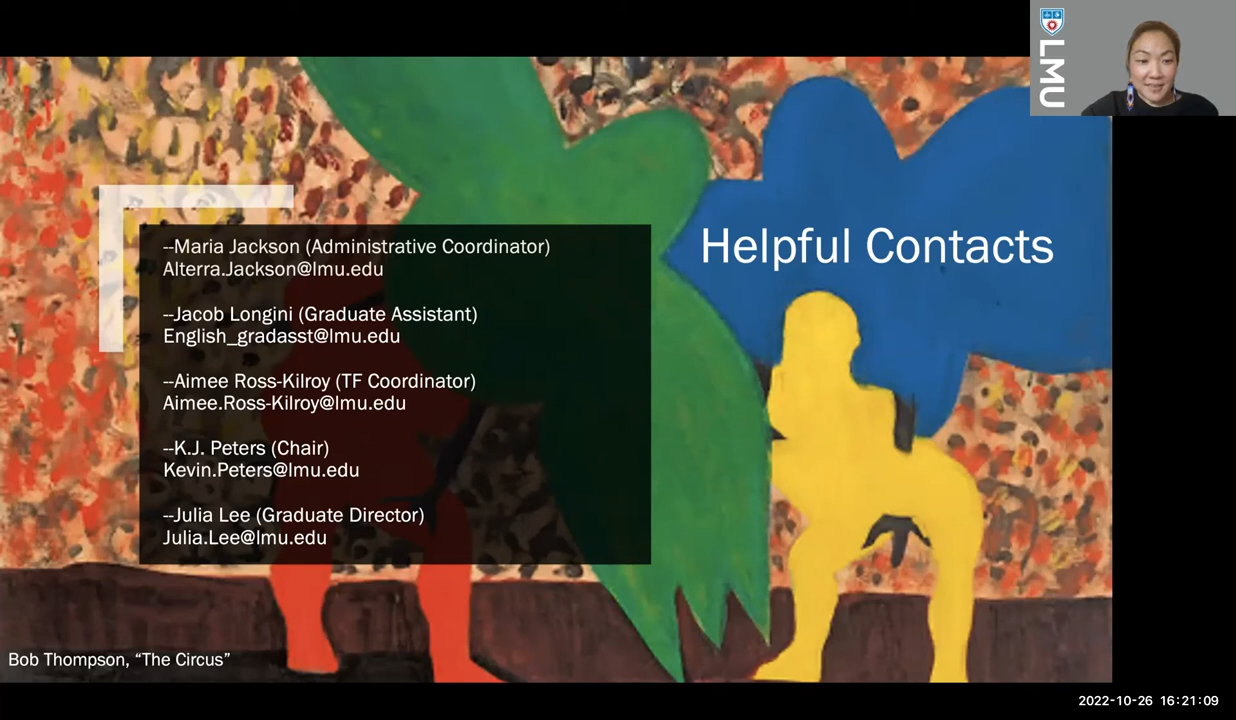 LMU
Helpful Contacts
--Maria Jackson (Administrative Coordinator)
Alterra.Jackson@lmu.edu
--Jacob Longini (Graduate Assistant)
English_gradasst@lmu.edu
--Aimee Ross-Kilroy (TF Coordinator)
Aimee.Ross-Kilroy@lmu.edu
--K.J. Peters (Chair)
Kevin.Peters@lmu.edu
--Julia Lee (Graduate Director)
Julia.Lee@lmu.edu
Bob Thompson, “The Circus”
2022-10-26 16:21:09